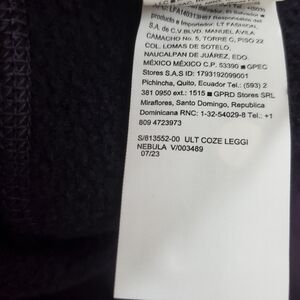 producto e Importador: LT FASHION,
S.A. de C.V.BLVD. MANUEL ÁVILA
CAMACHO No 5, TORRE C, PISO 22
COL. LOMAS DE SOTELO,
NAUCALPAN DE JUÁREZ, EDO.
MÉXICO MÉXICO C.P. 53390 ■ GPEC
Stores S.A.S ID: 1793192099001
Pichincha, Quito, Ecuador Tel: (593) 2
381 0950 ext.: 1515 ■ GPRD Stores SRL
Miraflores, Santo Domingo, Republica
Dominicana RNC: 1-32-54029-8 Tel.: +1
809 4723973
S/813552-00 ULT COZE LEGGI
NEBULA V/003489
07/23